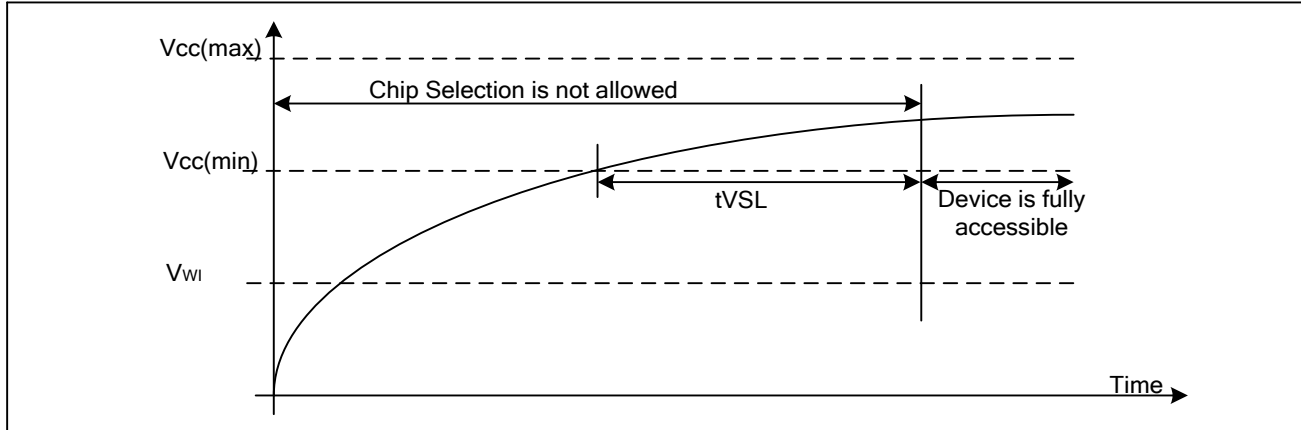 Vcc(max)
Chip Selection is not allowed
Vcc(min)
tVSL
Device is fully
accessible
VWI
Time